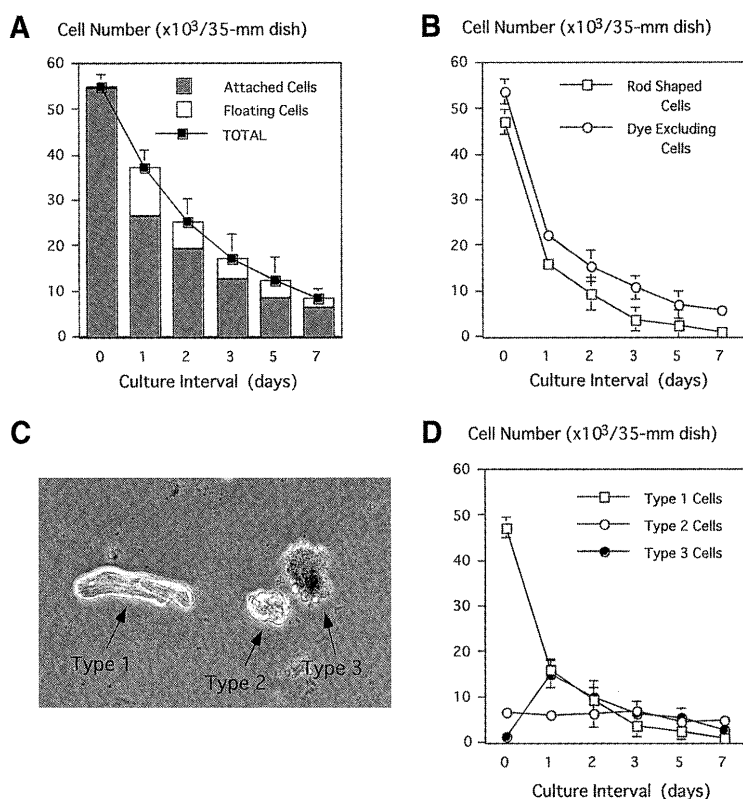 A
Cell Number (x10³/35-mm dish)
60
50
40
30
20
10
0
Attached Cells
Floating Cells
TOTAL
0 1 2 3 5 7
Culture Interval (days)
B
Cell Number (x10³/35-mm dish)
60
50
40
30
20
10
0
Rod Shaped
Cells
Dye Excluding
Cells
0 1 2 3 5 7
Culture Interval (days)
C
Type 1
Type 2
Type 3
D
Cell Number (x10³/35-mm dish)
60
50
40
30
20
10
0
Type 1 Cells
Type 2 Cells
Type 3 Cells
0 1 2 3 5 7
Culture Interval (days)